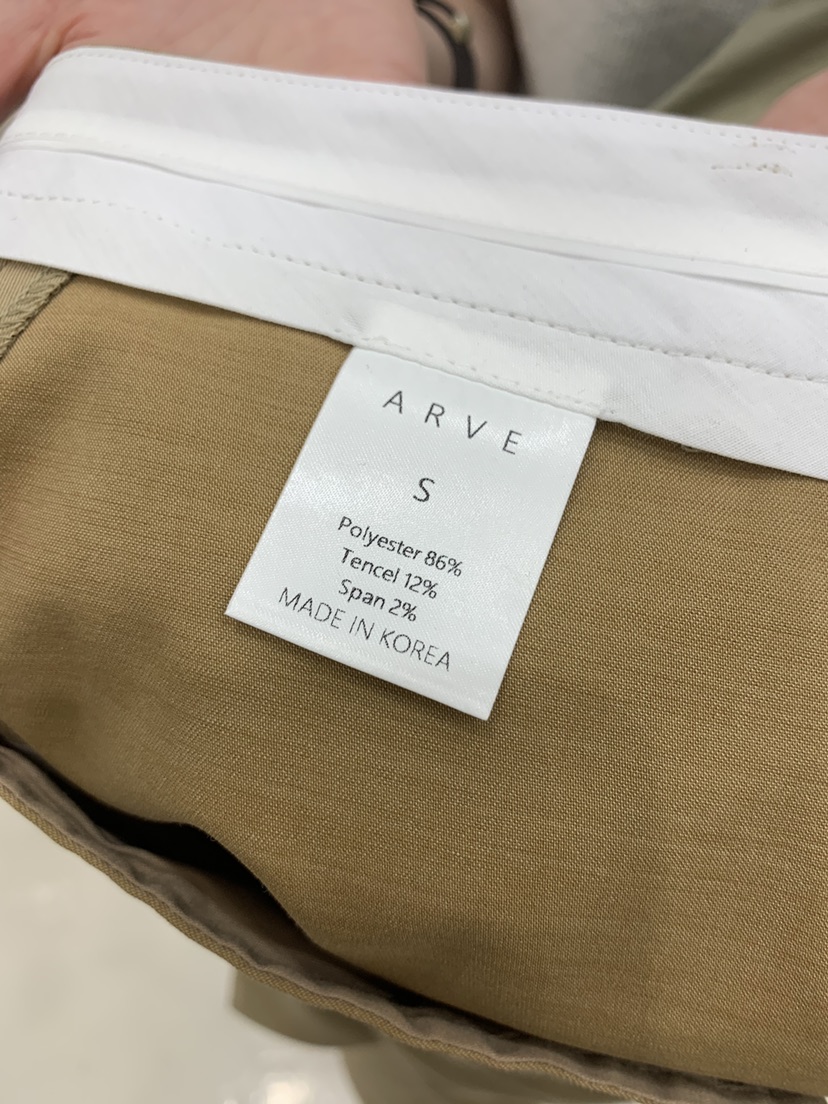 ARVE
S
Polyester 86%
Tencel 12%
Span 2%
MADE IN KOREA